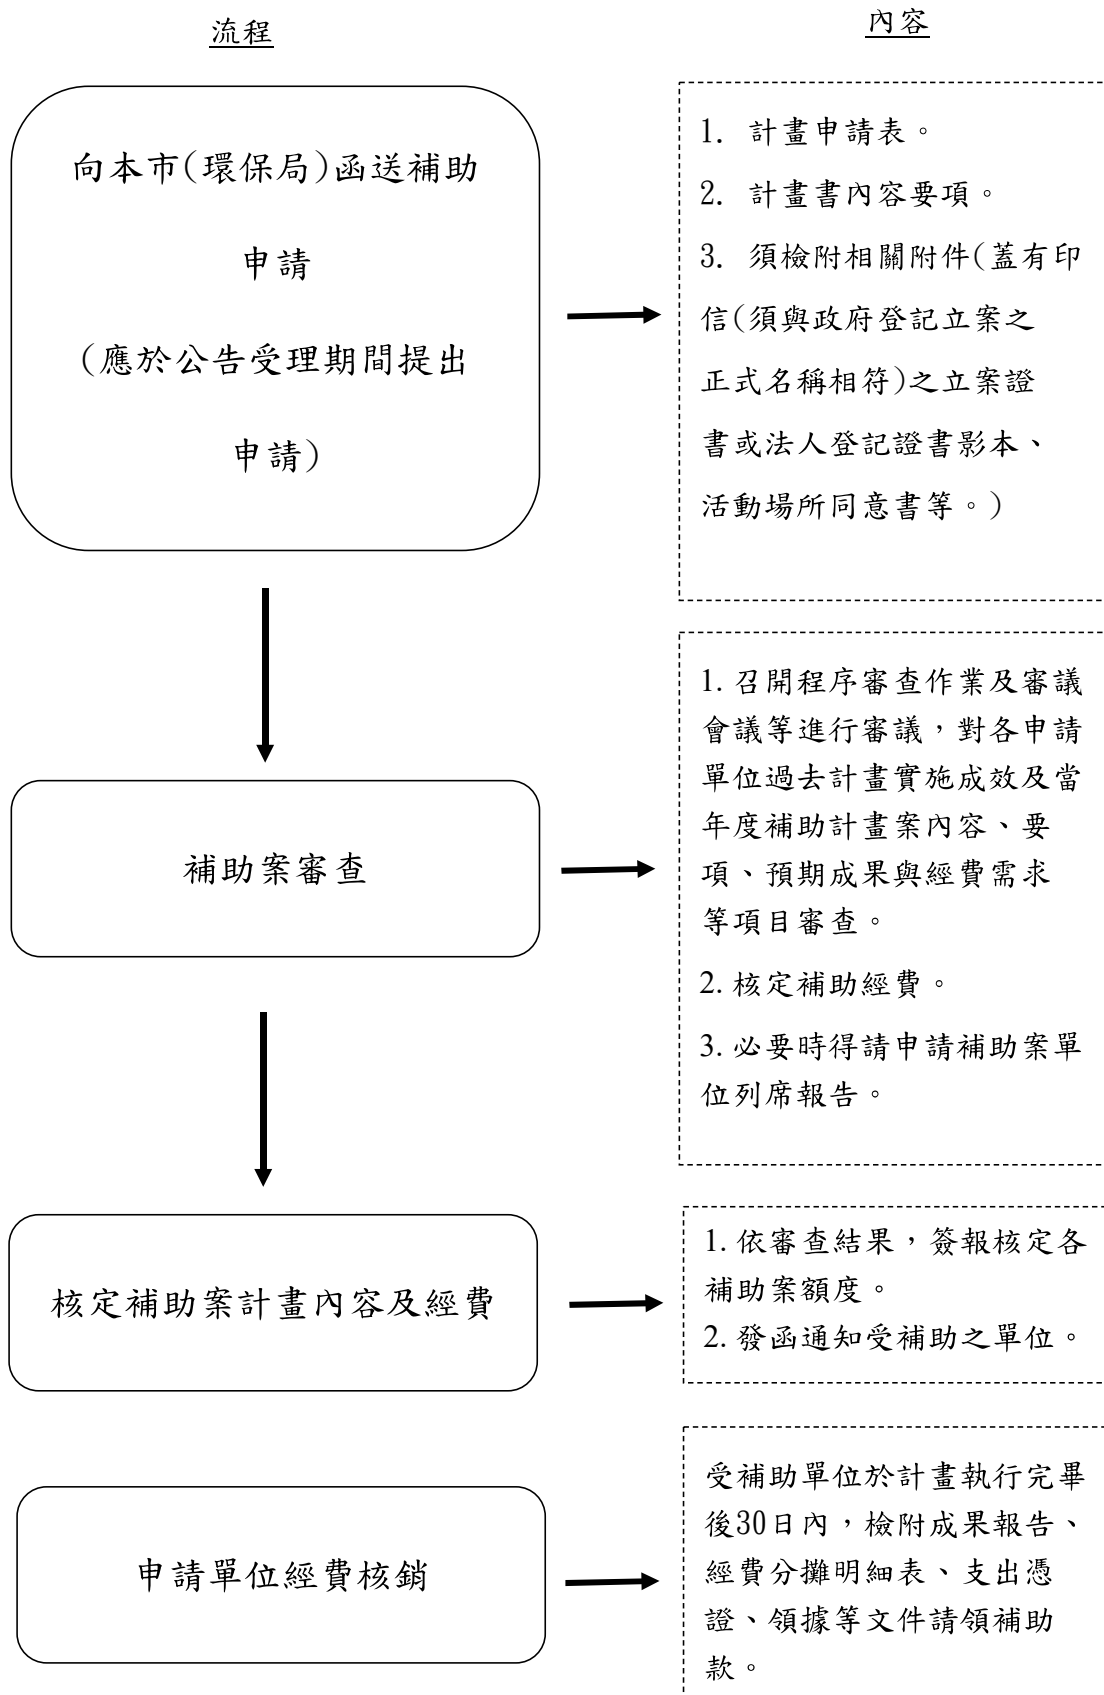 流程
內容
向本市(環保局)函送補助
申請
(應於公告受理期間提出
申請)
1. 計畫申請表。
2. 計畫書內容要項。
3. 須檢附相關附件(蓋有印
信(須與政府登記立案之
正式名稱相符)之立案證
書或法人登記證書影本、
活動場所同意書等。)
補助案審查
1. 召開程序審查作業及審議
會議等進行審議，對各申請
單位過去計畫實施成效及當
年度補助計畫案內容、要
項、預期成果與經費需求
等項目審查。
2. 核定補助經費。
3. 必要時得請申請補助案單
位列席報告。
核定補助案計畫內容及經費
1. 依審查結果，簽報核定各
補助案額度。
2. 發函通知受補助之單位。
申請單位經費核銷
受補助單位於計畫執行完畢
後30日內，檢附成果報告、
經費分攤明細表、支出憑
證、領據等文件請領補助
款。